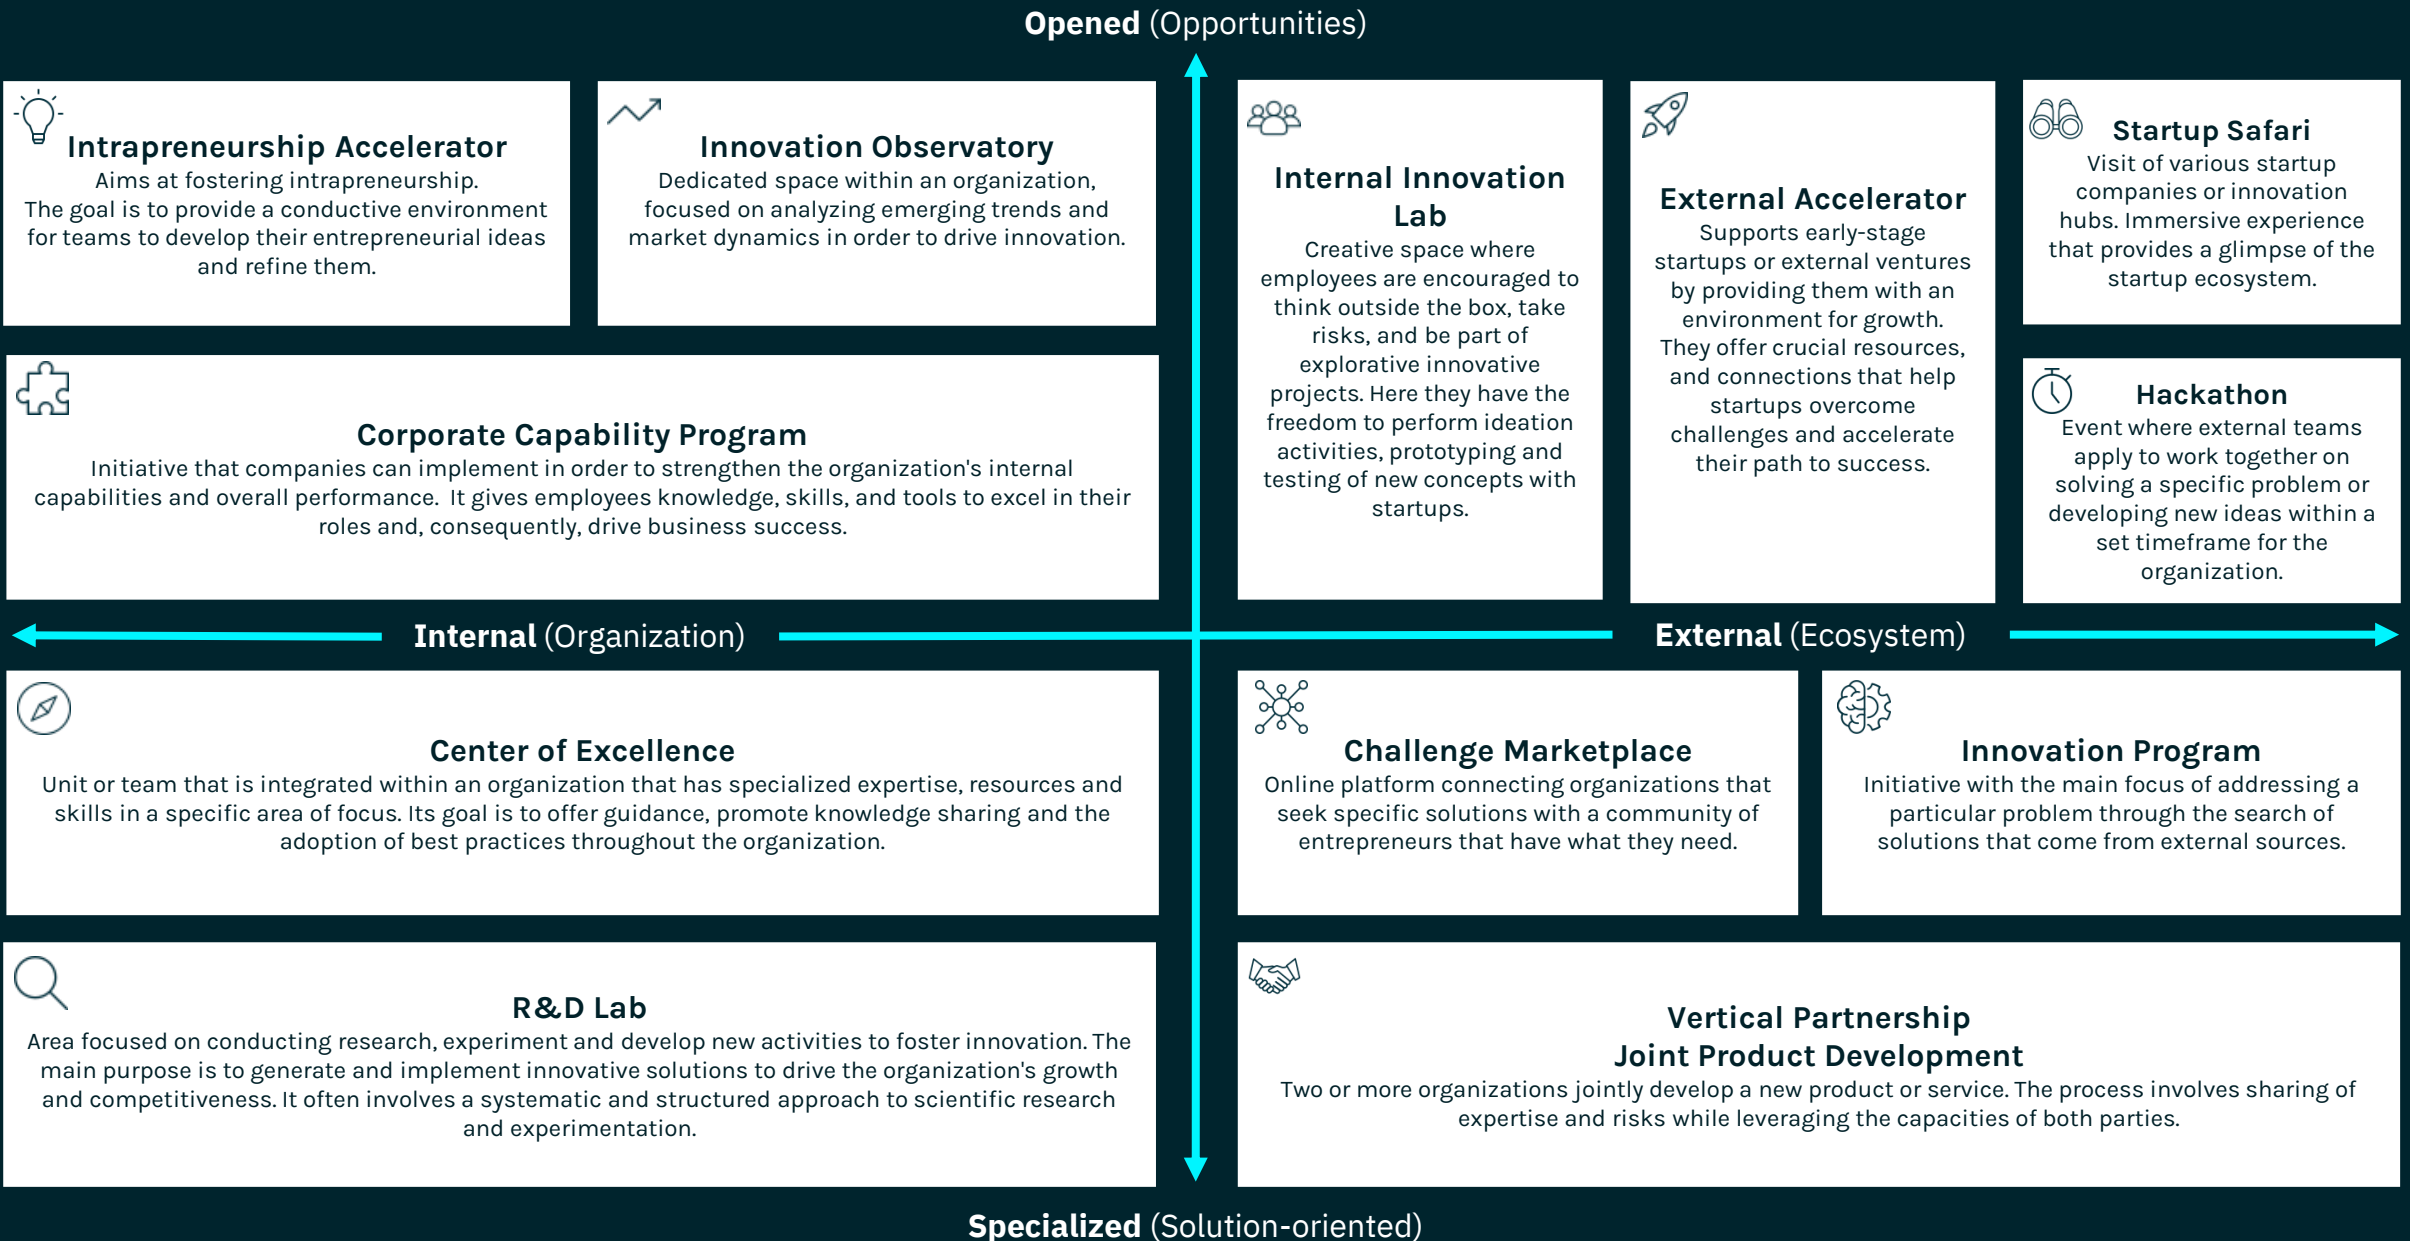 Opened (Opportunities)
Intrapreneurship Accelerator
Aims at fostering intrapreneurship.
The goal is to provide a conductive environment
for teams to develop their entrepreneurial ideas
and refine them.
Innovation Observatory
Dedicated space within an organization,
focused on analyzing emerging trends and
market dynamics in order to drive innovation.
Corporate Capability Program
Initiative that companies can implement in order to strengthen the organization's internal
capabilities and overall performance. It gives employees knowledge, skills, and tools to excel in their
roles and, consequently, drive business success.
Internal Innovation
Lab
Creative space where
employees are encouraged to
think outside the box, take
risks, and be part of
explorative innovative
projects. Here they have the
freedom to perform ideation
activities, prototyping and
testing of new concepts with
startups.
External Accelerator
Supports early-stage
startups or external ventures
by providing them with an
environment for growth.
They offer crucial resources,
and connections that help
startups overcome
challenges and accelerate
their path to success.
Startup Safari
Visit of various startup
companies or innovation
hubs. Immersive experience
that provides a glimpse of the
startup ecosystem.
Hackathon
Event where external teams
apply to work together on
solving a specific problem or
developing new ideas within a
set timeframe for the
organization.
Internal (Organization)
External (Ecosystem)
Center of Excellence
Unit or team that is integrated within an organization that has specialized expertise, resources and
skills in a specific area of focus. Its goal is to offer guidance, promote knowledge sharing and the
adoption of best practices throughout the organization.
Challenge Marketplace
Online platform connecting organizations that
seek specific solutions with a community of
entrepreneurs that have what they need.
Innovation Program
Initiative with the main focus of addressing a
particular problem through the search of
solutions that come from external sources.
R&D Lab
Area focused on conducting research, experiment and develop new activities to foster innovation. The
main purpose is to generate and implement innovative solutions to drive the organization's growth
and competitiveness. It often involves a systematic and structured approach to scientific research
and experimentation.
Vertical Partnership
Joint Product Development
Two or more organizations jointly develop a new product or service. The process involves sharing of
expertise and risks while leveraging the capacities of both parties.
Specialized (Solution-oriented)